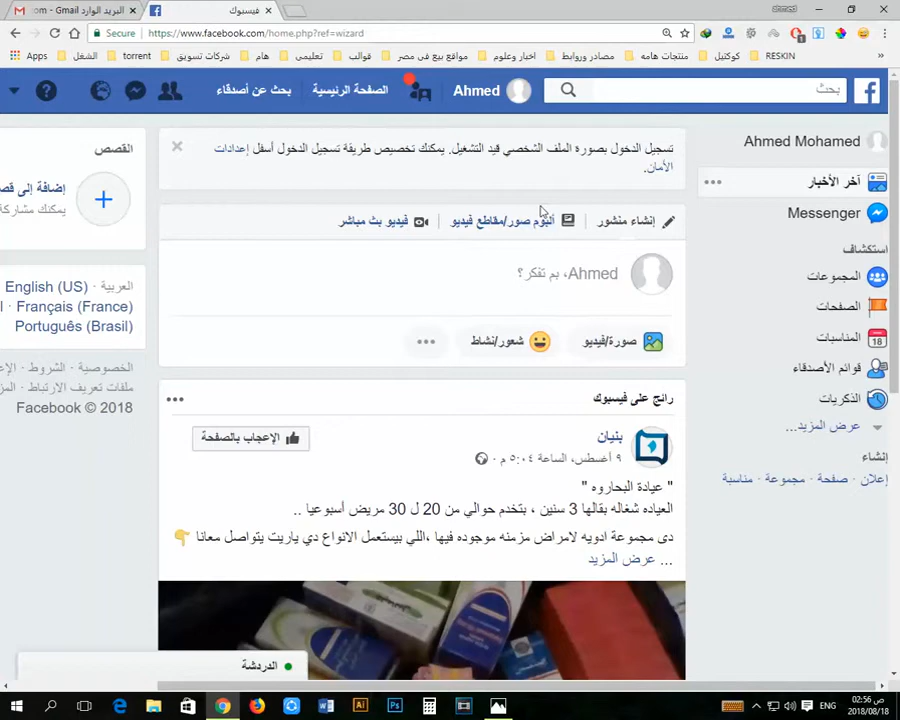 البريد الوارد - om - Gmail
فيسبوك
Secure
https://www.facebook.com/home.php?ref=wizard
Apps
torrent
الشغل
شركات تسويق
هام
قوالب
تعليمى
مواقع بيع فى مصر
اخبار وعلوم
مصادر وروابط
منتجات هامه
كوكتيل
RESKIN
بحث
Ahmed
الصفحة الرئيسية
بحث عن أصدقاء
Ahmed Mohamed
آخر الأخبار
Messenger
استكشاف
المجموعات
الصفحات
المناسبات
18
قوائم الأصدقاء
الذكريات
عرض المزيد...
إنشاء
إعلان · صفحة · مجموعة · مناسبة
تسجيل الدخول بصورة الملف الشخصي قيد التشغيل. يمكنك تخصيص طريقة تسجيل الدخول أسفل إعدادات
الأمان.
إنشاء منشور
ألبوم صور/مقاطع فيديو
فيديو بث مباشر
Ahmed، بم تفكر؟
صورة/فيديو
شعور/نشاط
رائج على فيسبوك
بنيان
٩ أغسطس، الساعة ٥:٠٤ م ·
الإعجاب بالصفحة
" عيادة البحاروه "
العياده شغاله بقالها 3 سنين ، بتخدم حوالي من 20 ل 30 مريض أسبوعيا ..
دى مجموعة ادويه لامراض مزمنه موجوده فيها ،اللي بيستعمل الانواع دي ياريت يتواصل معانا
... عرض المزيد
القصص
إضافة إلى قص
يمكنك مشاركة
العربية · English (US)
Français (France) ·
Português (Brasil)
الخصوصية · الشروط · الإع
ملفات تعريف الارتباط · المز
Facebook © 2018
الدردشة
ENG
02:56 ص
2018/08/18